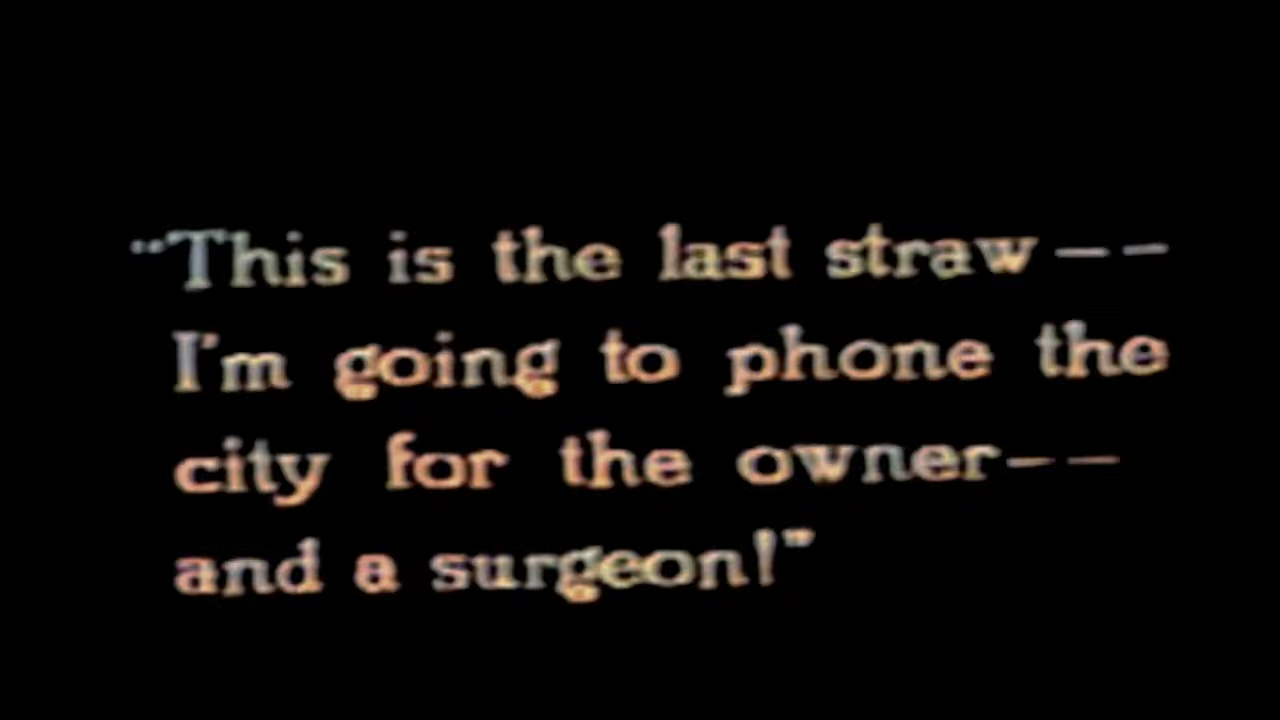 “This is the last straw--
I'm going to phone the
city for the owner--
and a surgeon!”